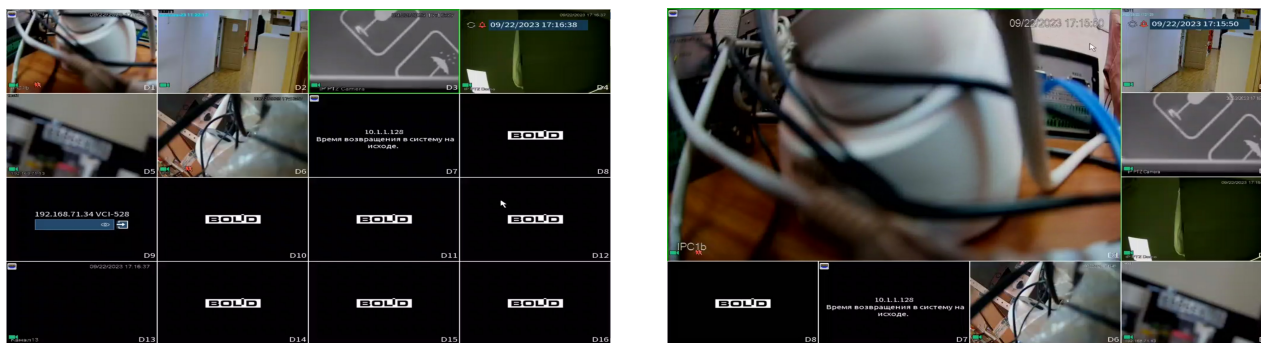 09/22/2023 17:16:38
D1
D2
PTZ Camera
D3
D4
D5
D6
10.1.1.128
Время возвращения в систему на
исходе.
D7
BOLID
D8
192.168.71.34 VCI-528
D9
BOLID
D10
BOLID
D11
BOLID
D12
09/22/2023 17:16:37
D13
BOLID
D14
BOLID
D15
BOLID
D16
09/22/2023 17:15:50
09/22/2023 17:15:50
IPC1b
PTZ Camera
BOLID
D8
10.1.1.128
Время возвращения в систему на
исходе.
D7
D6